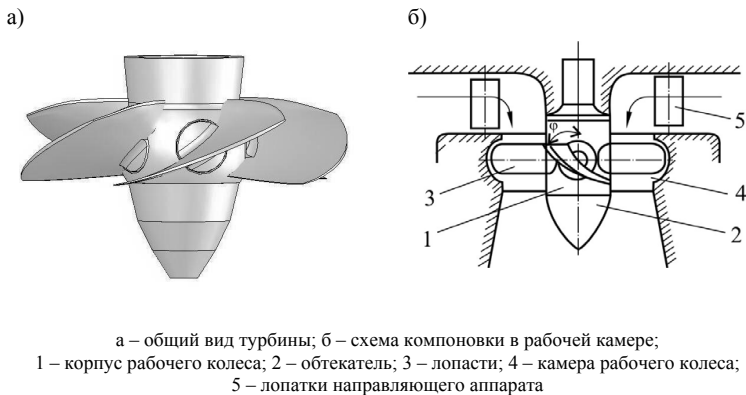 а)
б)
φ
5
3
4
1
2
а – общий вид турбины; б – схема компоновки в рабочей камере;
1 – корпус рабочего колеса; 2 – обтекатель; 3 – лопасти; 4 – камера рабочего колеса;
5 – лопатки направляющего аппарата